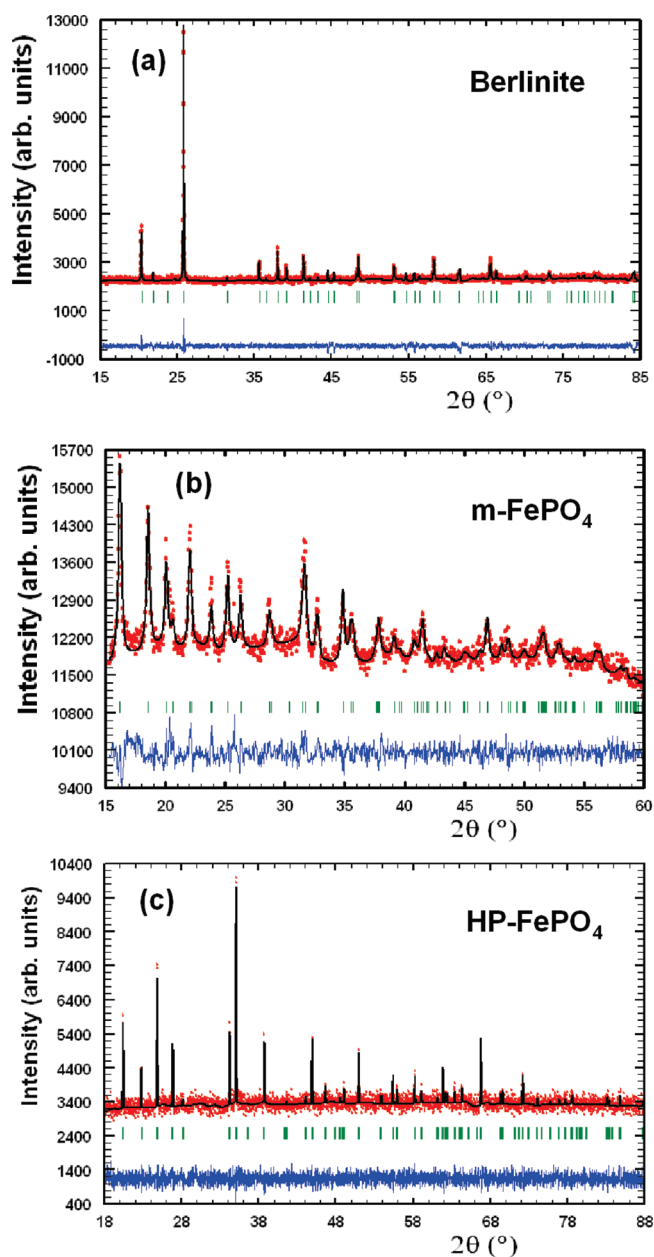 13000
(a)
Berlinite
11000
9000
7000
5000
3000
1000
-1000
Intensity (arb. units)
15 25 35 45 55 65 75 85
2θ (°)
15700
(b)
m-FePO4
15000
14300
13600
12900
12200
11500
10800
10100
9400
Intensity (arb. units)
15 20 25 30 35 40 45 50 55 60
2θ (°)
10400
(c)
HP-FePO4
9400
8400
7400
6400
5400
4400
3400
2400
1400
400
Intensity (arb. units)
18 28 38 48 58 68 78 88
2θ (°)